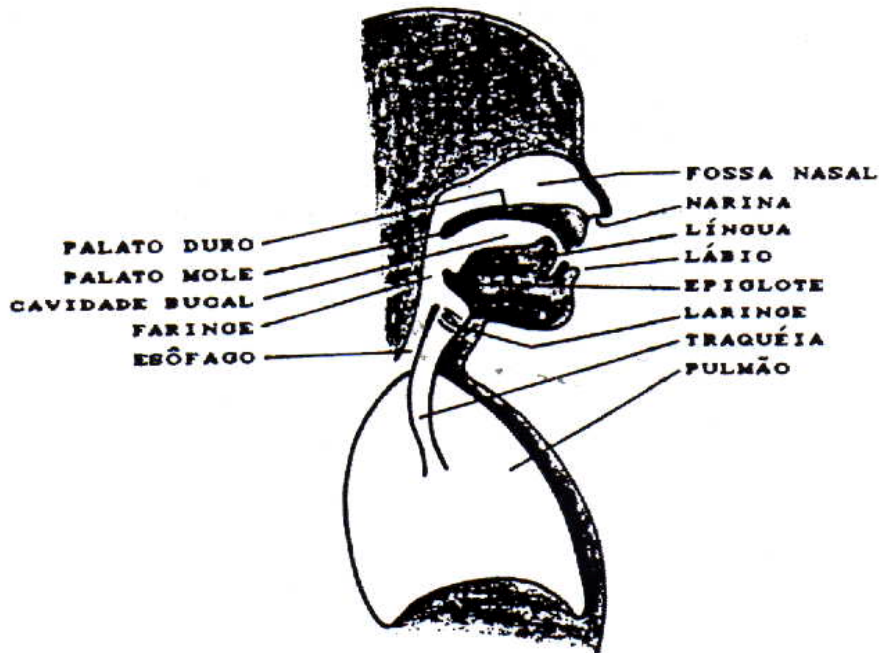 PALATO DURO
PALATO MOLE
CAVIDADE BUCAL
FARINGE
ESÔFAGO
FOSSA NASAL
NARINA
LÍNGUA
LÁBIO
EPIGLOTE
LARINGE
TRAQUÉIA
PULMÃO